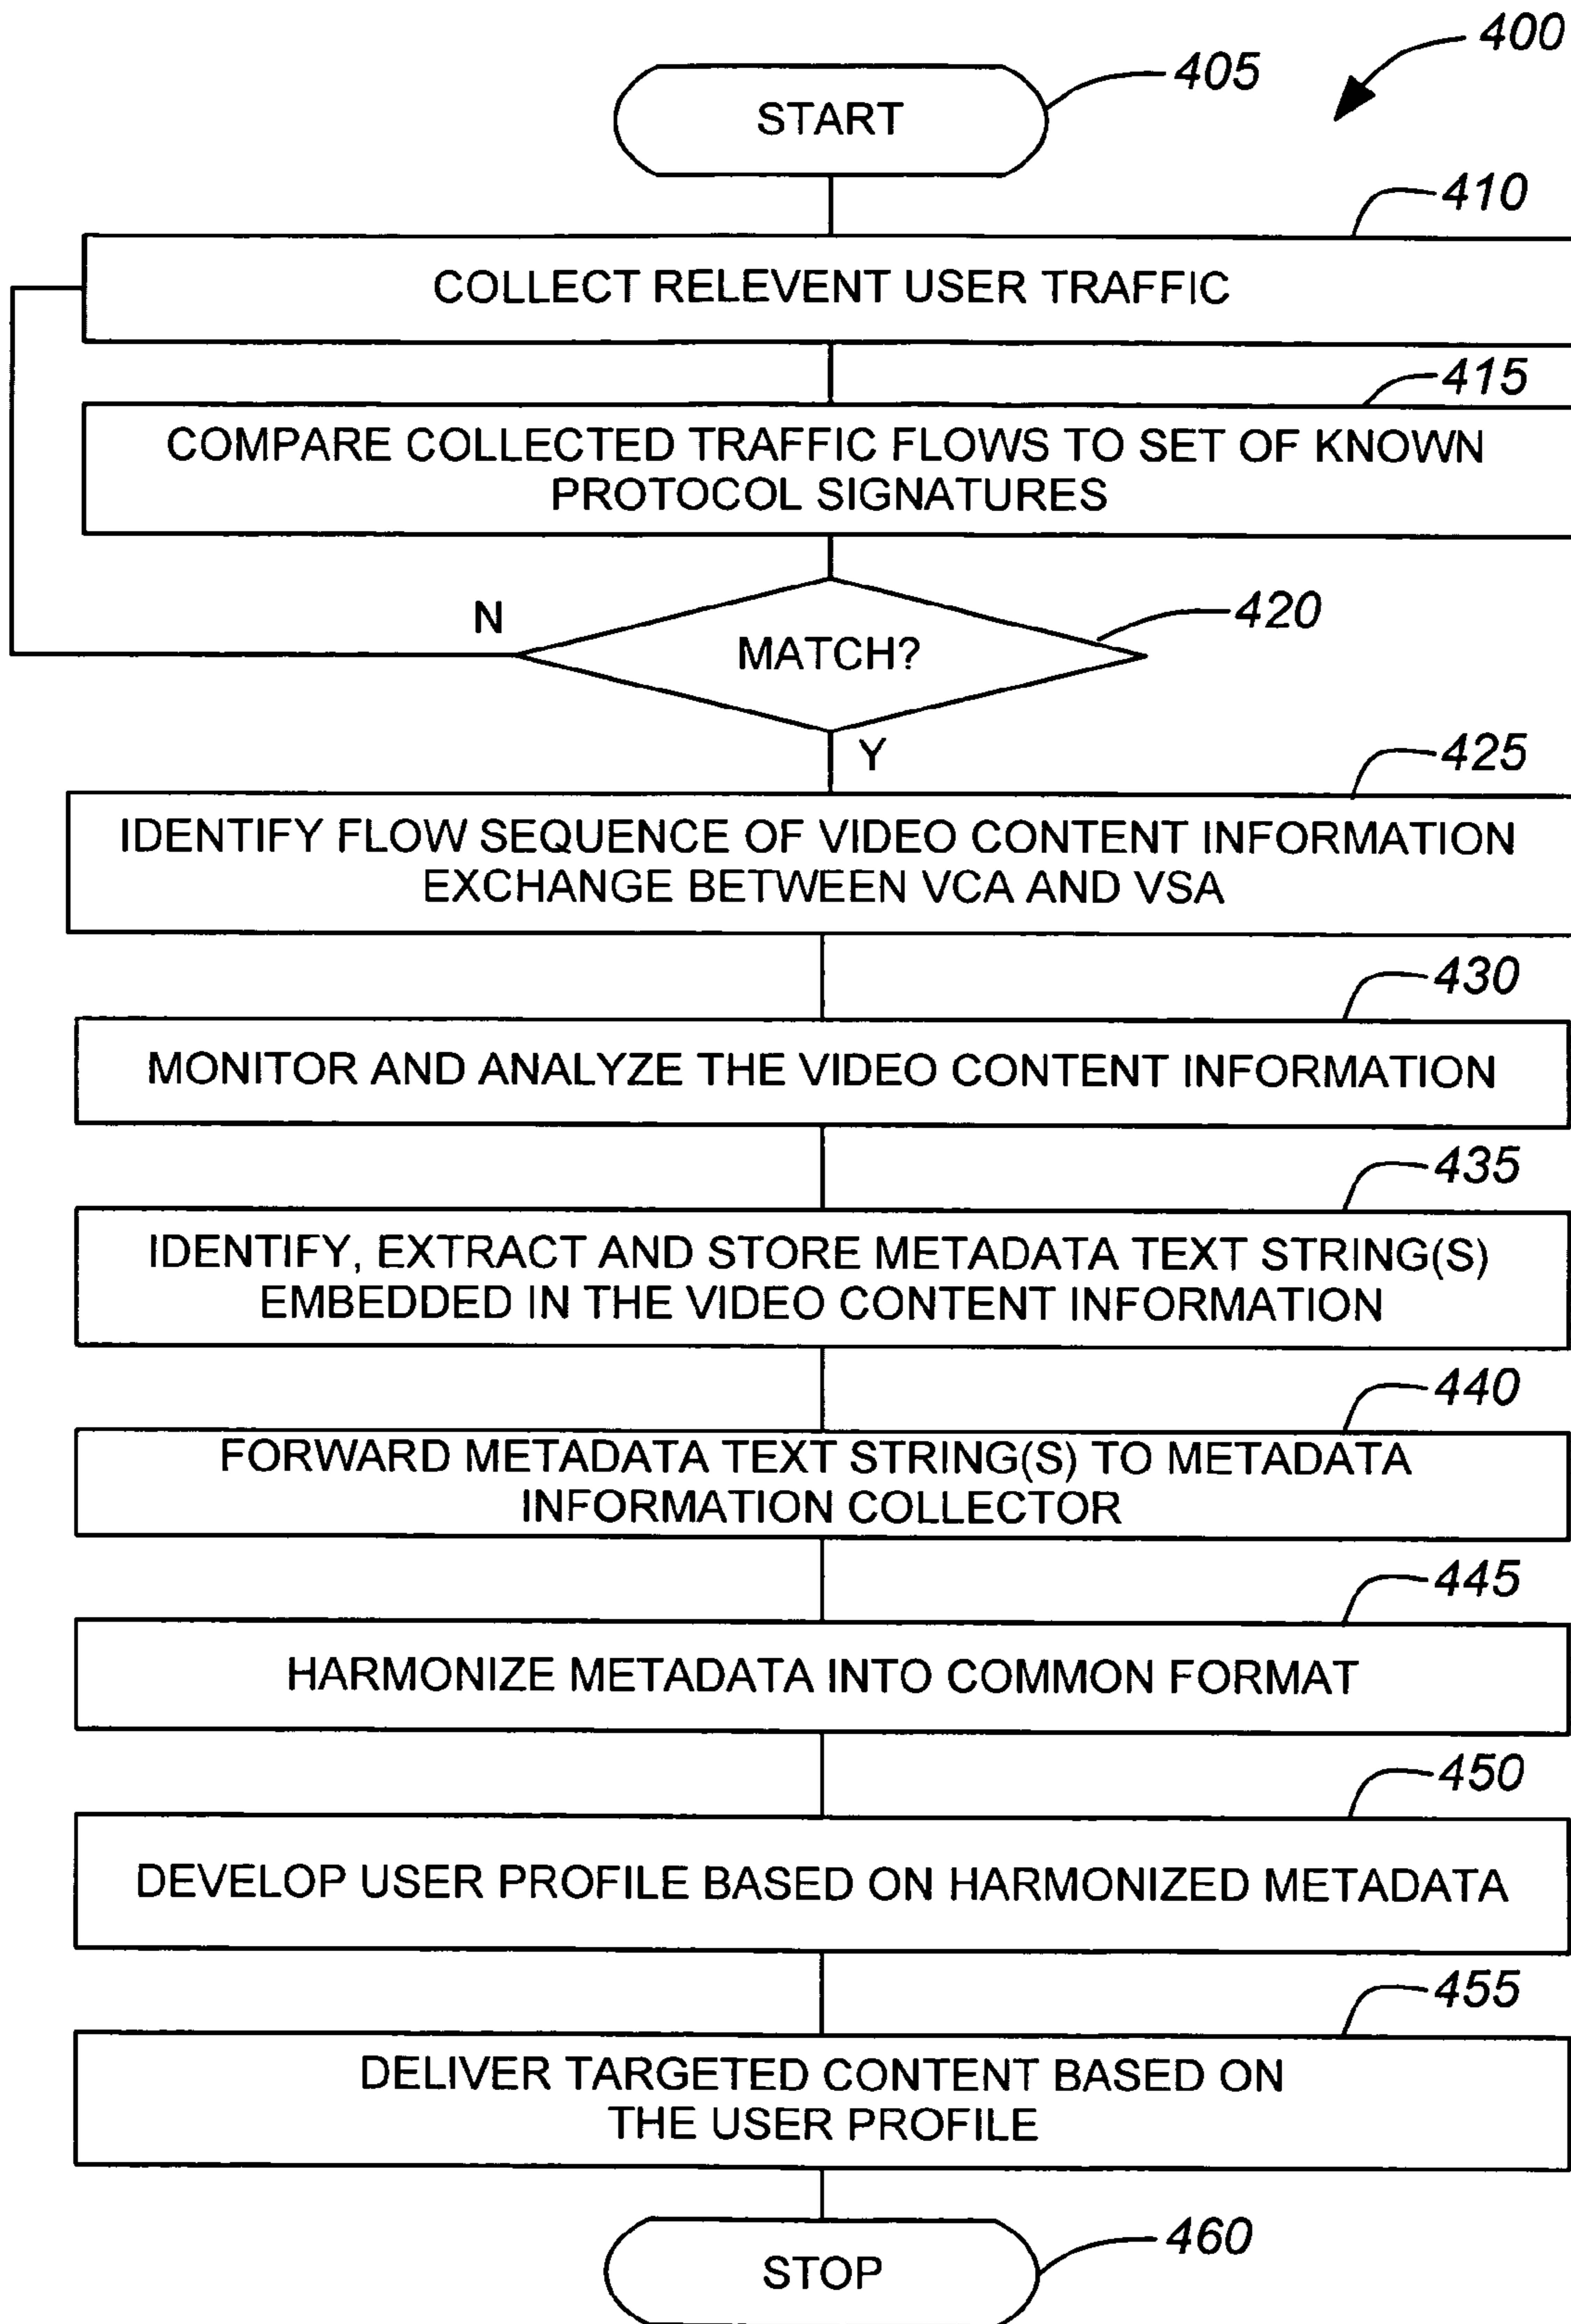 400
START
405
410
COLLECT RELEVENT USER TRAFFIC
415
COMPARE COLLECTED TRAFFIC FLOWS TO SET OF KNOWN
PROTOCOL SIGNATURES
N
MATCH?
420
Y
425
IDENTIFY FLOW SEQUENCE OF VIDEO CONTENT INFORMATION
EXCHANGE BETWEEN VCA AND VSA
430
MONITOR AND ANALYZE THE VIDEO CONTENT INFORMATION
435
IDENTIFY, EXTRACT AND STORE METADATA TEXT STRING(S)
EMBEDDED IN THE VIDEO CONTENT INFORMATION
440
FORWARD METADATA TEXT STRING(S) TO METADATA
INFORMATION COLLECTOR
445
HARMONIZE METADATA INTO COMMON FORMAT
450
DEVELOP USER PROFILE BASED ON HARMONIZED METADATA
455
DELIVER TARGETED CONTENT BASED ON
THE USER PROFILE
460
STOP